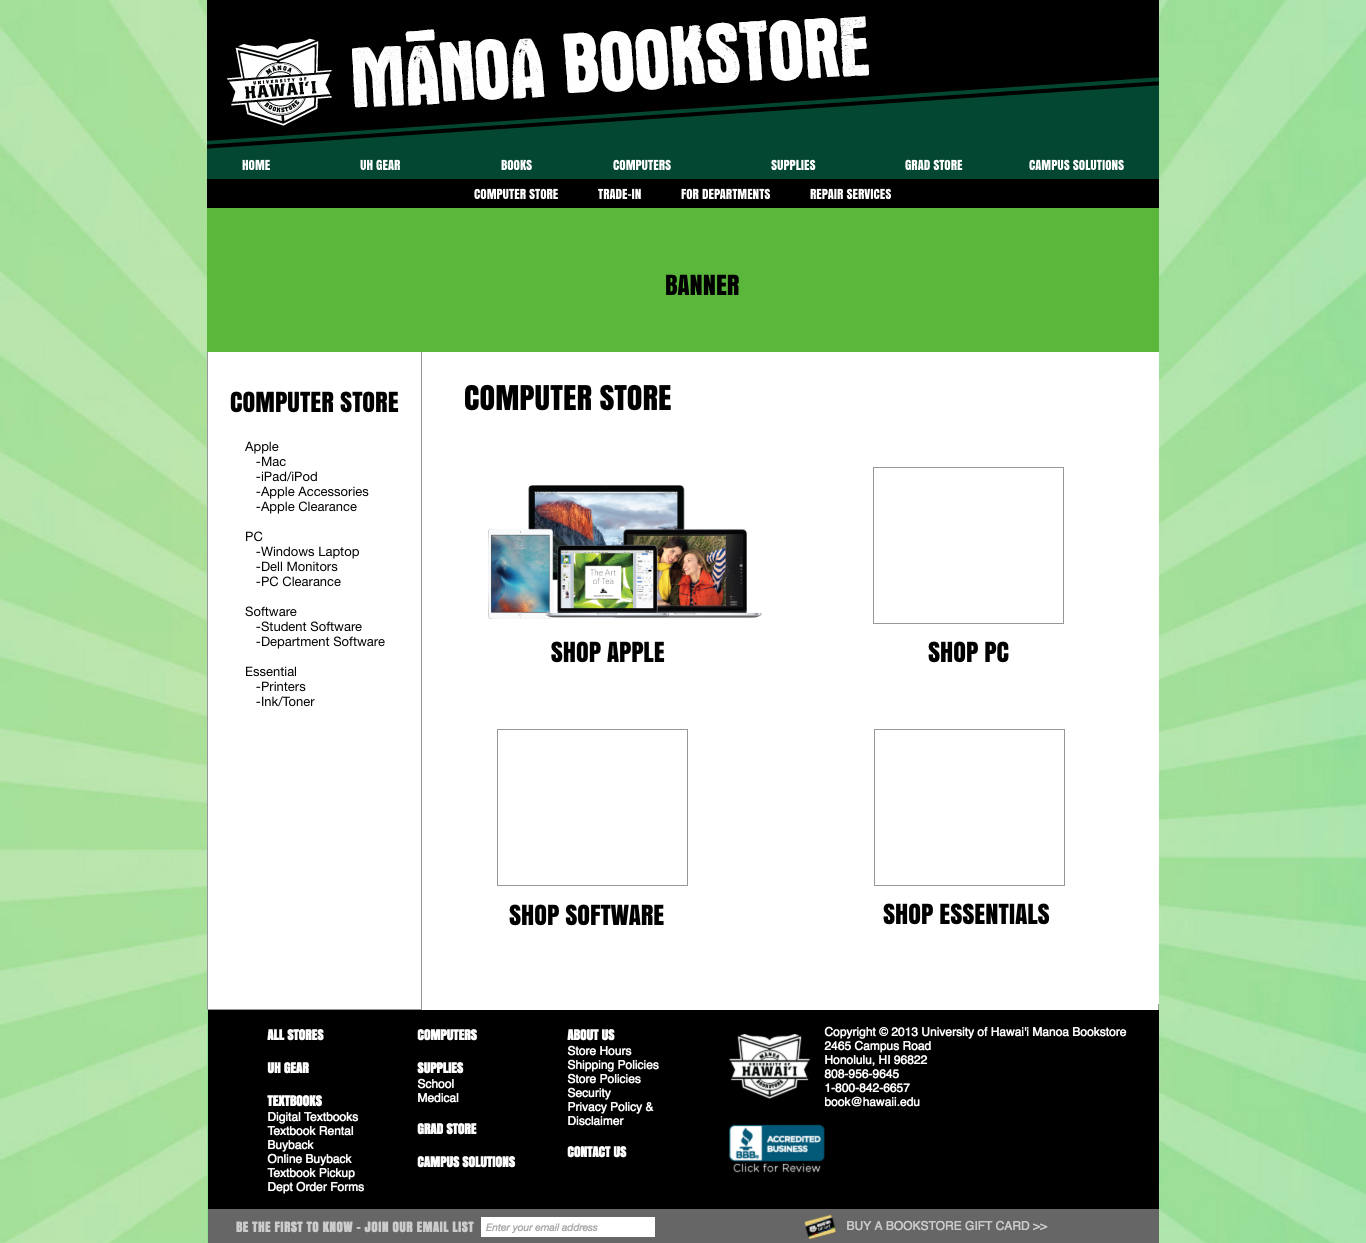 MĀNOA
UNIVERSITY OF
HAWAI'I
BOOKSTORE
MĀNOA BOOKSTORE
HOME
UH GEAR
BOOKS
COMPUTERS
SUPPLIES
GRAD STORE
CAMPUS SOLUTIONS
COMPUTER STORE
TRADE-IN
FOR DEPARTMENTS
REPAIR SERVICES
BANNER
COMPUTER STORE
Apple
-Mac
-iPad/iPod
-Apple Accessories
-Apple Clearance
PC
-Windows Laptop
-Dell Monitors
-PC Clearance
Software
-Student Software
-Department Software
Essential
-Printers
-Ink/Toner
COMPUTER STORE
The Art
of Tea
SHOP APPLE
SHOP PC
SHOP SOFTWARE
SHOP ESSENTIALS
ALL STORES
UH GEAR
TEXTBOOKS
Digital Textbooks
Textbook Rental
Buyback
Online Buyback
Textbook Pickup
Dept Order Forms
COMPUTERS
SUPPLIES
School
Medical
GRAD STORE
CAMPUS SOLUTIONS
ABOUT US
Store Hours
Shipping Policies
Store Policies
Security
Privacy Policy &
Disclaimer
CONTACT US
MĀNOA
UNIVERSITY OF
HAWAI'I
BOOKSTORE
Copyright © 2013 University of Hawai'i Manoa Bookstore
2465 Campus Road
Honolulu, HI 96822
808-956-9645
1-800-842-6657
book@hawaii.edu
BBB.
ACCREDITED
BUSINESS
Click for Review
BE THE FIRST TO KNOW - JOIN OUR EMAIL LIST
Enter your email address
BUY A BOOKSTORE GIFT CARD >>